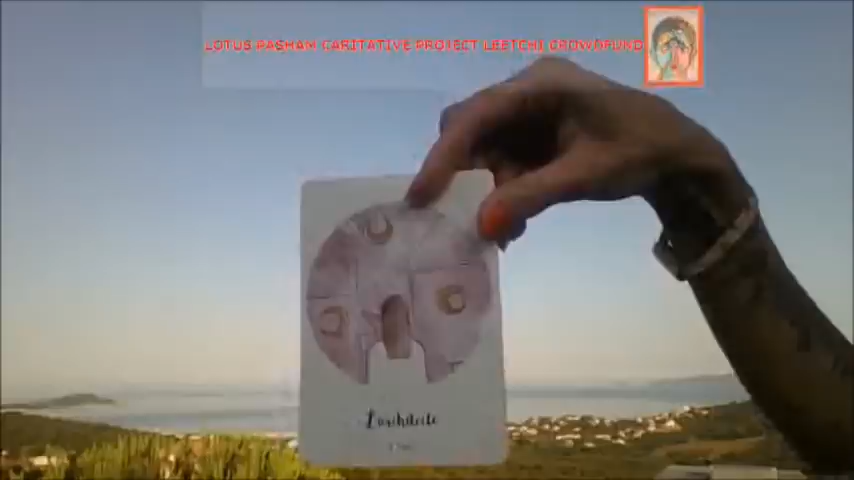 LOTUS PASHAM CARITATIVE PROJECT LEETCHI CROWDFUND
L'architecte